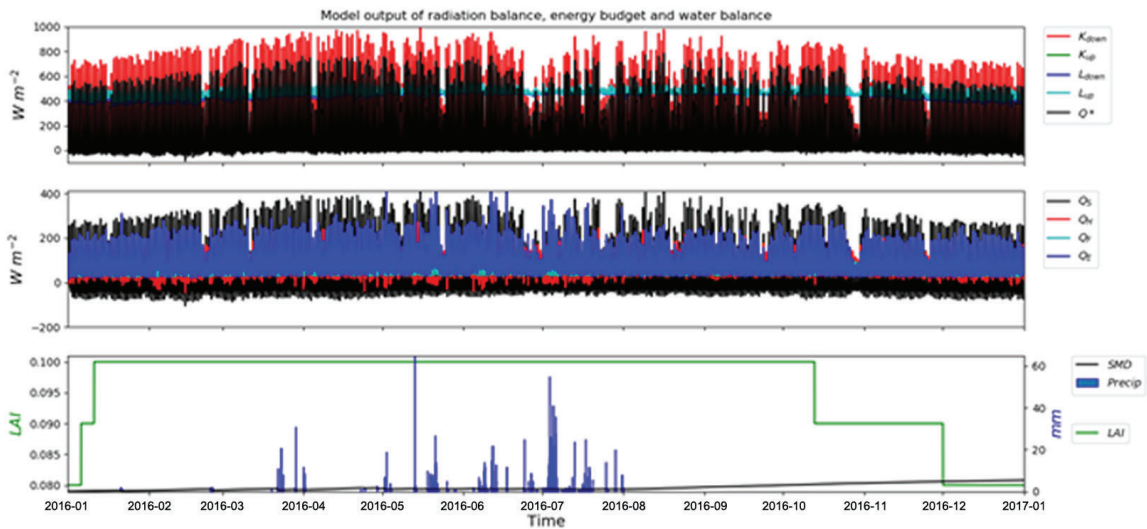 Model output of radiation balance, energy budget and water balance
1000
800
600
400
200
0
W m⁻²
K_down
K_up
L_down
L_up
Q*
400
200
0
−200
W m⁻²
Q_S
Q_H
Q_F
Q_E
0.100
0.095
0.090
0.085
0.080
LAI
60
40
20
0
mm
SMD
Precip
LAI
2016-01 2016-02 2016-03 2016-04 2016-05 2016-06 2016-07 2016-08 2016-09 2016-10 2016-11 2016-12 2017-01
Time